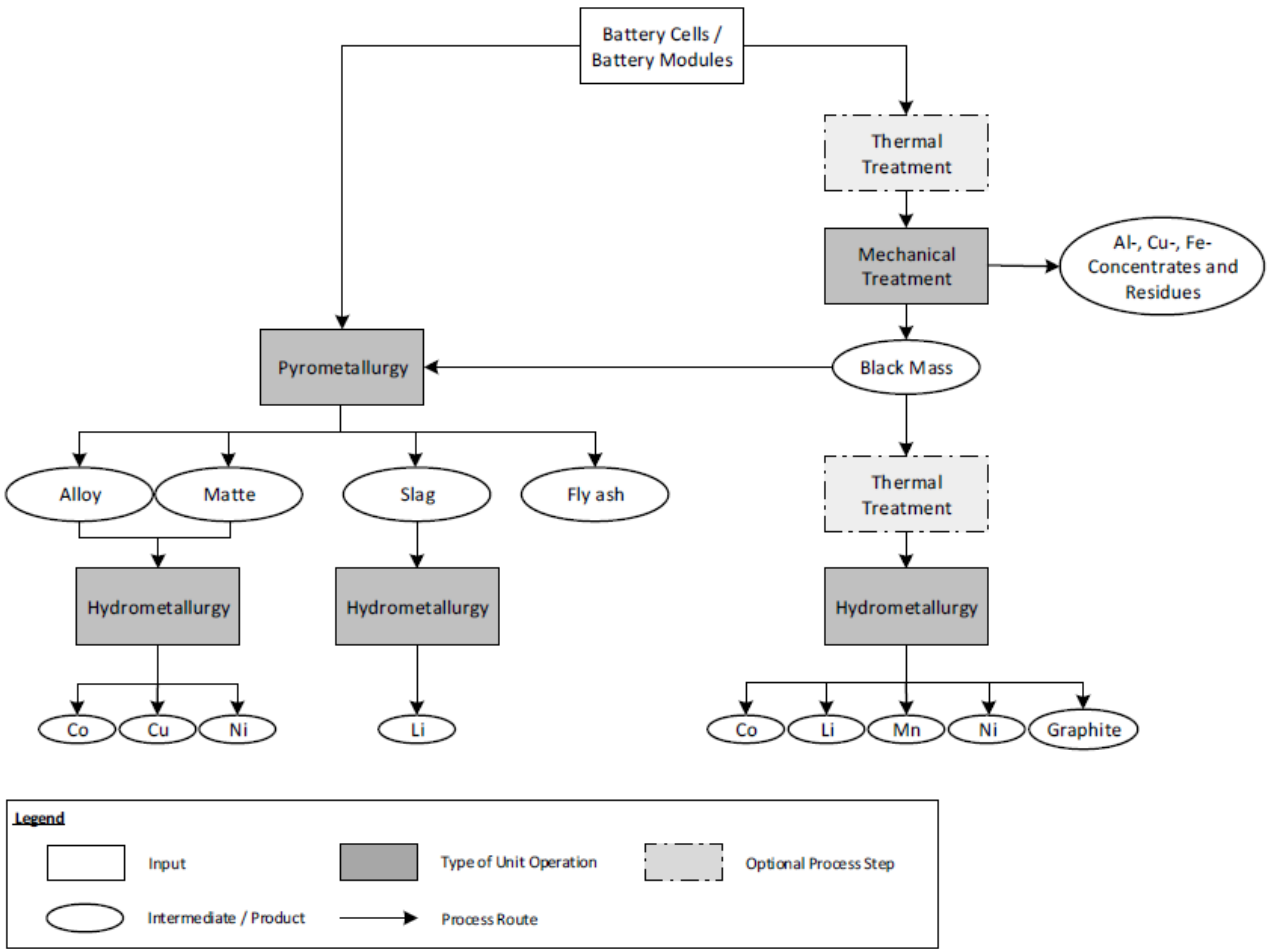 Battery Cells /
Battery Modules
Thermal
Treatment
Mechanical
Treatment
Al-, Cu-, Fe-
Concentrates and
Residues
Pyrometallurgy
Black Mass
Alloy
Matte
Slag
Fly ash
Thermal
Treatment
Hydrometallurgy
Hydrometallurgy
Hydrometallurgy
Co
Cu
Ni
Li
Co
Li
Mn
Ni
Graphite
Legend
Input
Type of Unit Operation
Optional Process Step
Intermediate / Product
Process Route